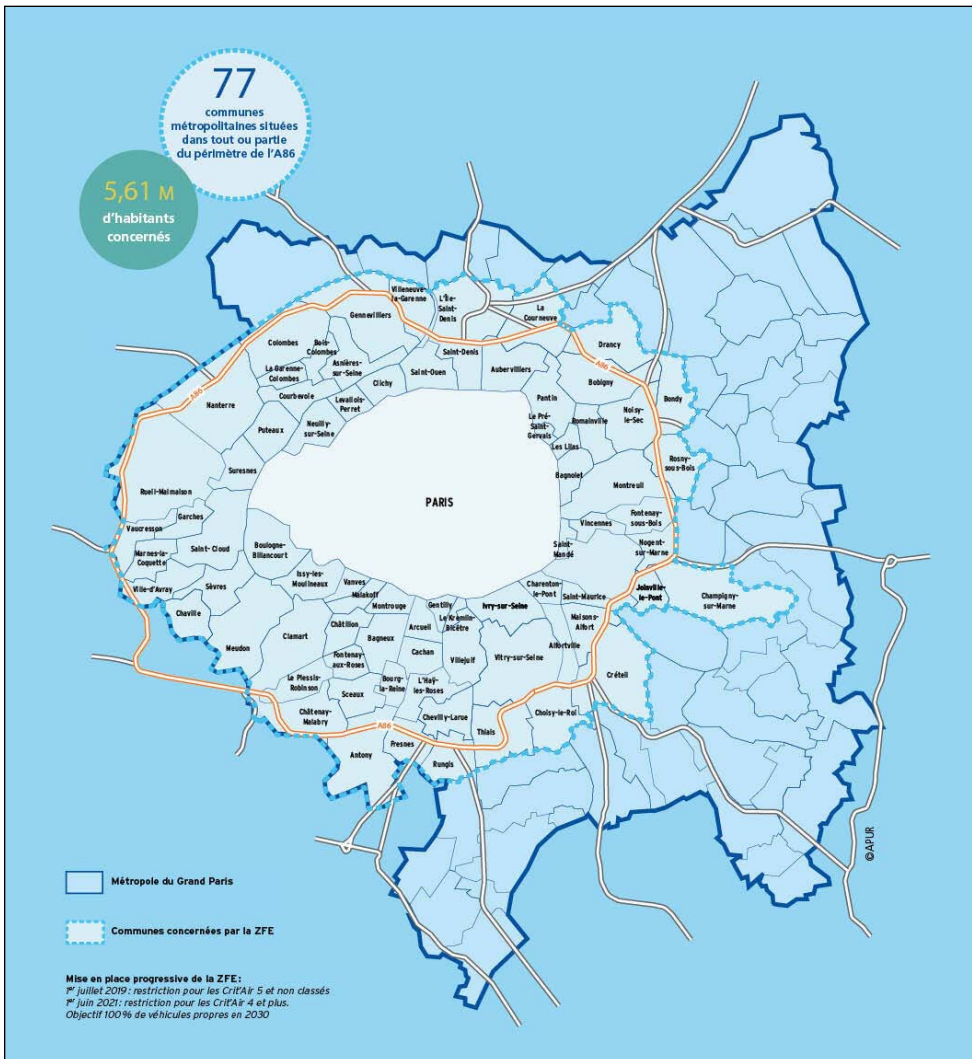 77
communes
métropolitaines situées
dans tout ou partie
du périmètre de l'A86
5,61 M
d'habitants
concernés
Villeneuve-
la-Garenne
L'Île-
Saint-
Denis
La
Courneuve
Gennevilliers
Colombes
Bois-
Colombes
Asnières-
sur-Seine
Saint-Denis
Drancy
A86
La Garenne-
Colombes
Saint-Ouen
Aubervilliers
Bobigny
Clichy
Courbevoie
Levallois-
Perret
A86
Nanterre
Pantin
Bondy
Puteaux
Neuilly-
sur-Seine
Le Pré-
Saint-
Gervais
Romainville
Noisy-
le-Sec
Les Lilas
Rosny-
sous-Bois
Suresnes
Bagnolet
Montreuil
Rueil-Malmaison
PARIS
Garches
Vaucresson
Fontenay-
sous-Bois
Vincennes
Saint-
Mandé
Nogent-
sur-Marne
Marnes-la-
Coquette
Saint-Cloud
Boulogne-
Billancourt
Issy-les-
Moulineaux
Vanves
Malakoff
Montrouge
Gentilly
Ivry-sur-Seine
Charenton-
le-Pont
Saint-Maurice
Joinville-
le-Pont
Champigny-
sur-Marne
Ville-d'Avray
Sèvres
Chaville
Le Kremlin-
Bicêtre
Maisons-
Alfort
Châtillon
Arcueil
Clamart
Bagneux
Meudon
Cachan
Villejuif
Vitry-sur-Seine
Alfortville
Fontenay-
aux-Roses
Créteil
Le Plessis-
Robinson
Sceaux
Bourg-
la-Reine
L'Haÿ-
les-Roses
Châtenay-
Malabry
A86
Chevilly-Larue
Thiais
Choisy-le-Roi
Antony
Fresnes
Rungis
©APUR
Métropole du Grand Paris
Communes concernées par la ZFE
Mise en place progressive de la ZFE :
1er juillet 2019 : restriction pour les Crit'Air 5 et non classés
1er juin 2021 : restriction pour les Crit'Air 4 et plus.
Objectif 100 % de véhicules propres en 2030